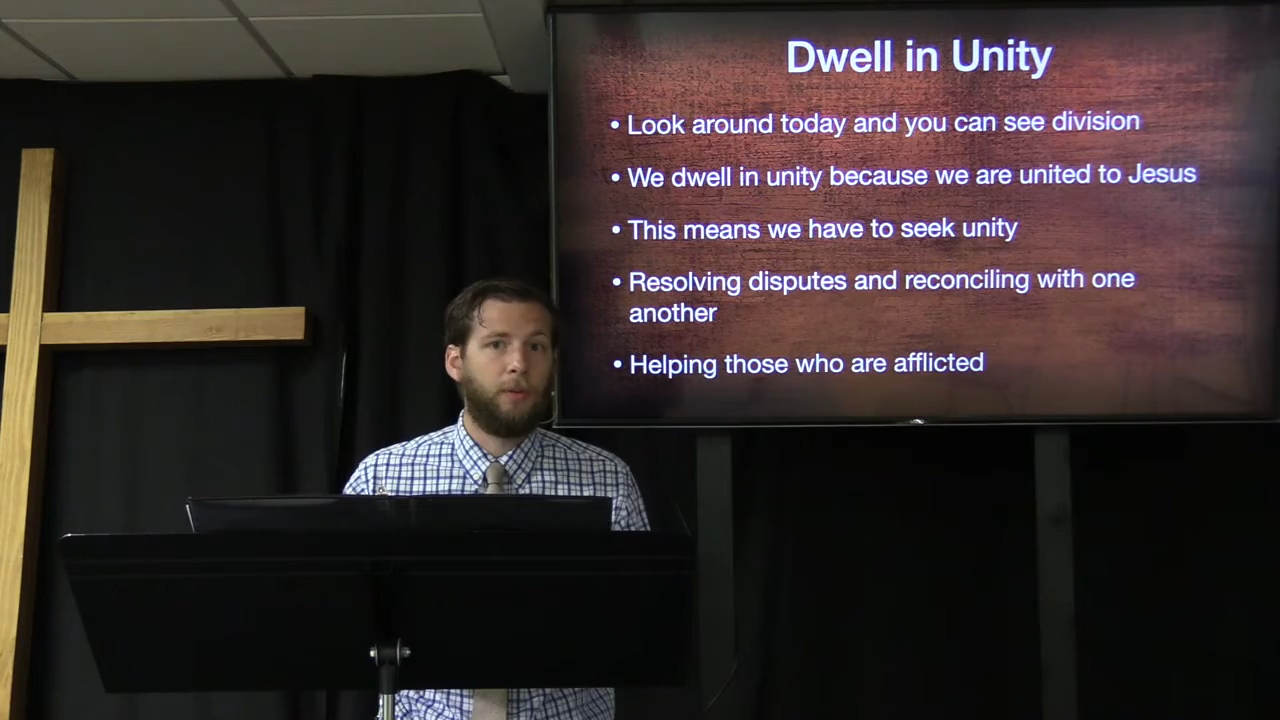 Dwell in Unity
• Look around today and you can see division
• We dwell in unity because we are united to Jesus
• This means we have to seek unity
• Resolving disputes and reconciling with one
another
• Helping those who are afflicted